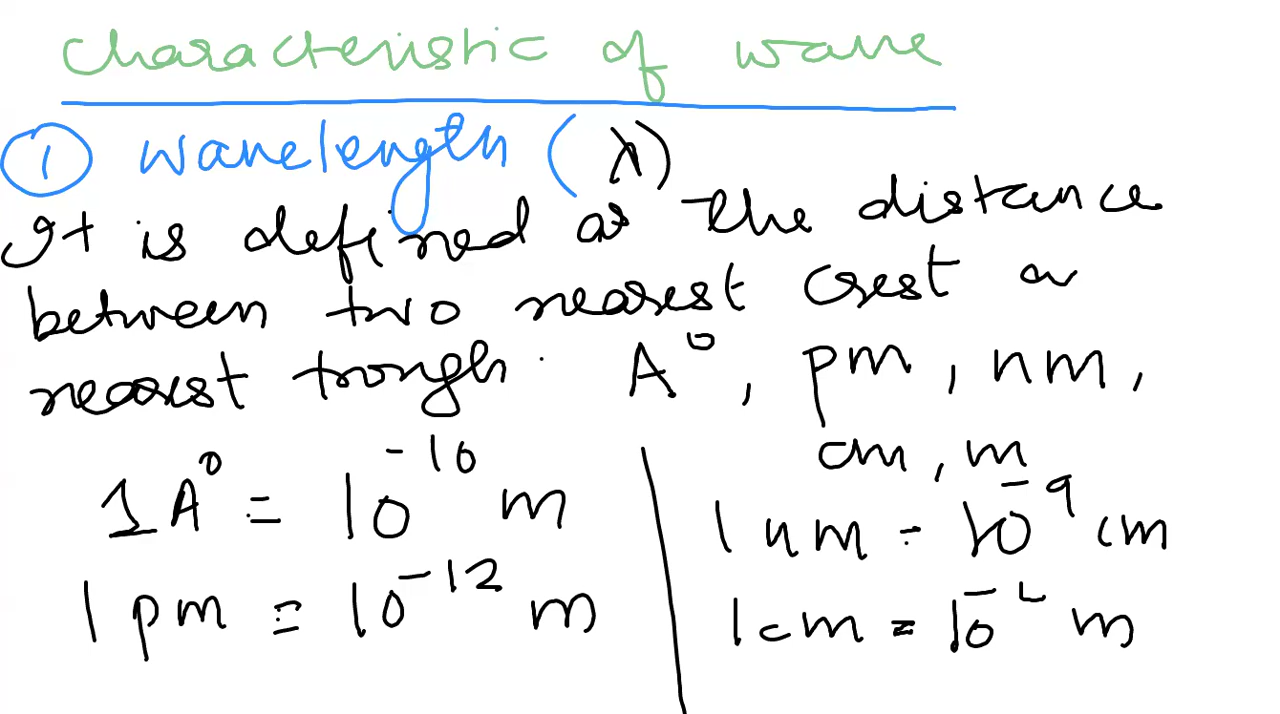 characteristic of wave
① wavelength (λ)
It is defined as the distance
between two nearest crest or
nearest trough. A°, pm, nm,
cm, m
1 A° = 10⁻¹⁰ m
1 pm = 10⁻¹² m
1 nm = 10⁻⁹ cm
1 cm = 10⁻² m